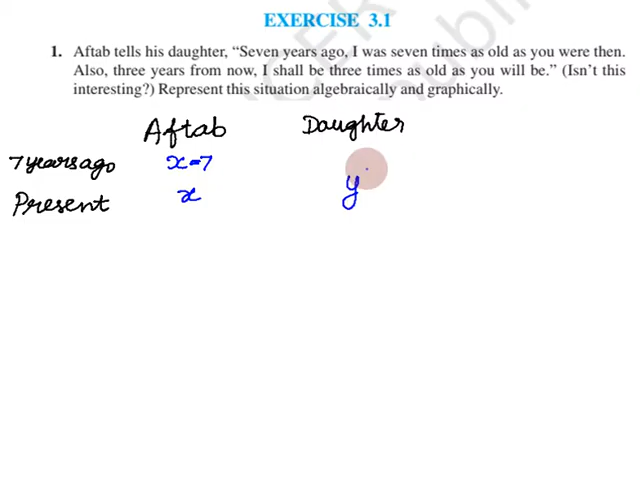 EXERCISE 3.1
1. Aftab tells his daughter, “Seven years ago, I was seven times as old as you were then.
Also, three years from now, I shall be three times as old as you will be.” (Isn’t this
interesting?) Represent this situation algebraically and graphically.
Aftab Daughter
7 years ago x-7
Present x y